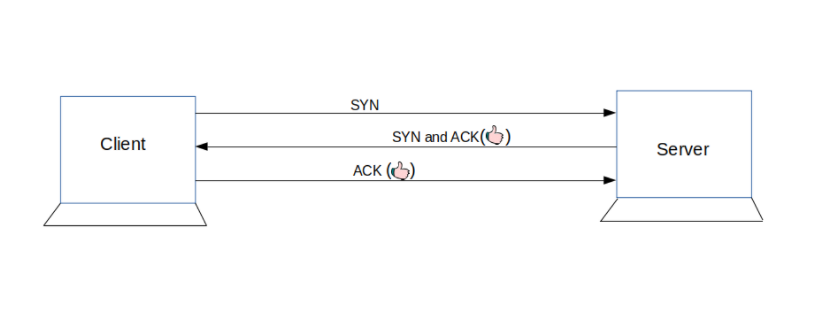 SYN
Client
SYN and ACK(👍)
Server
ACK (👍)